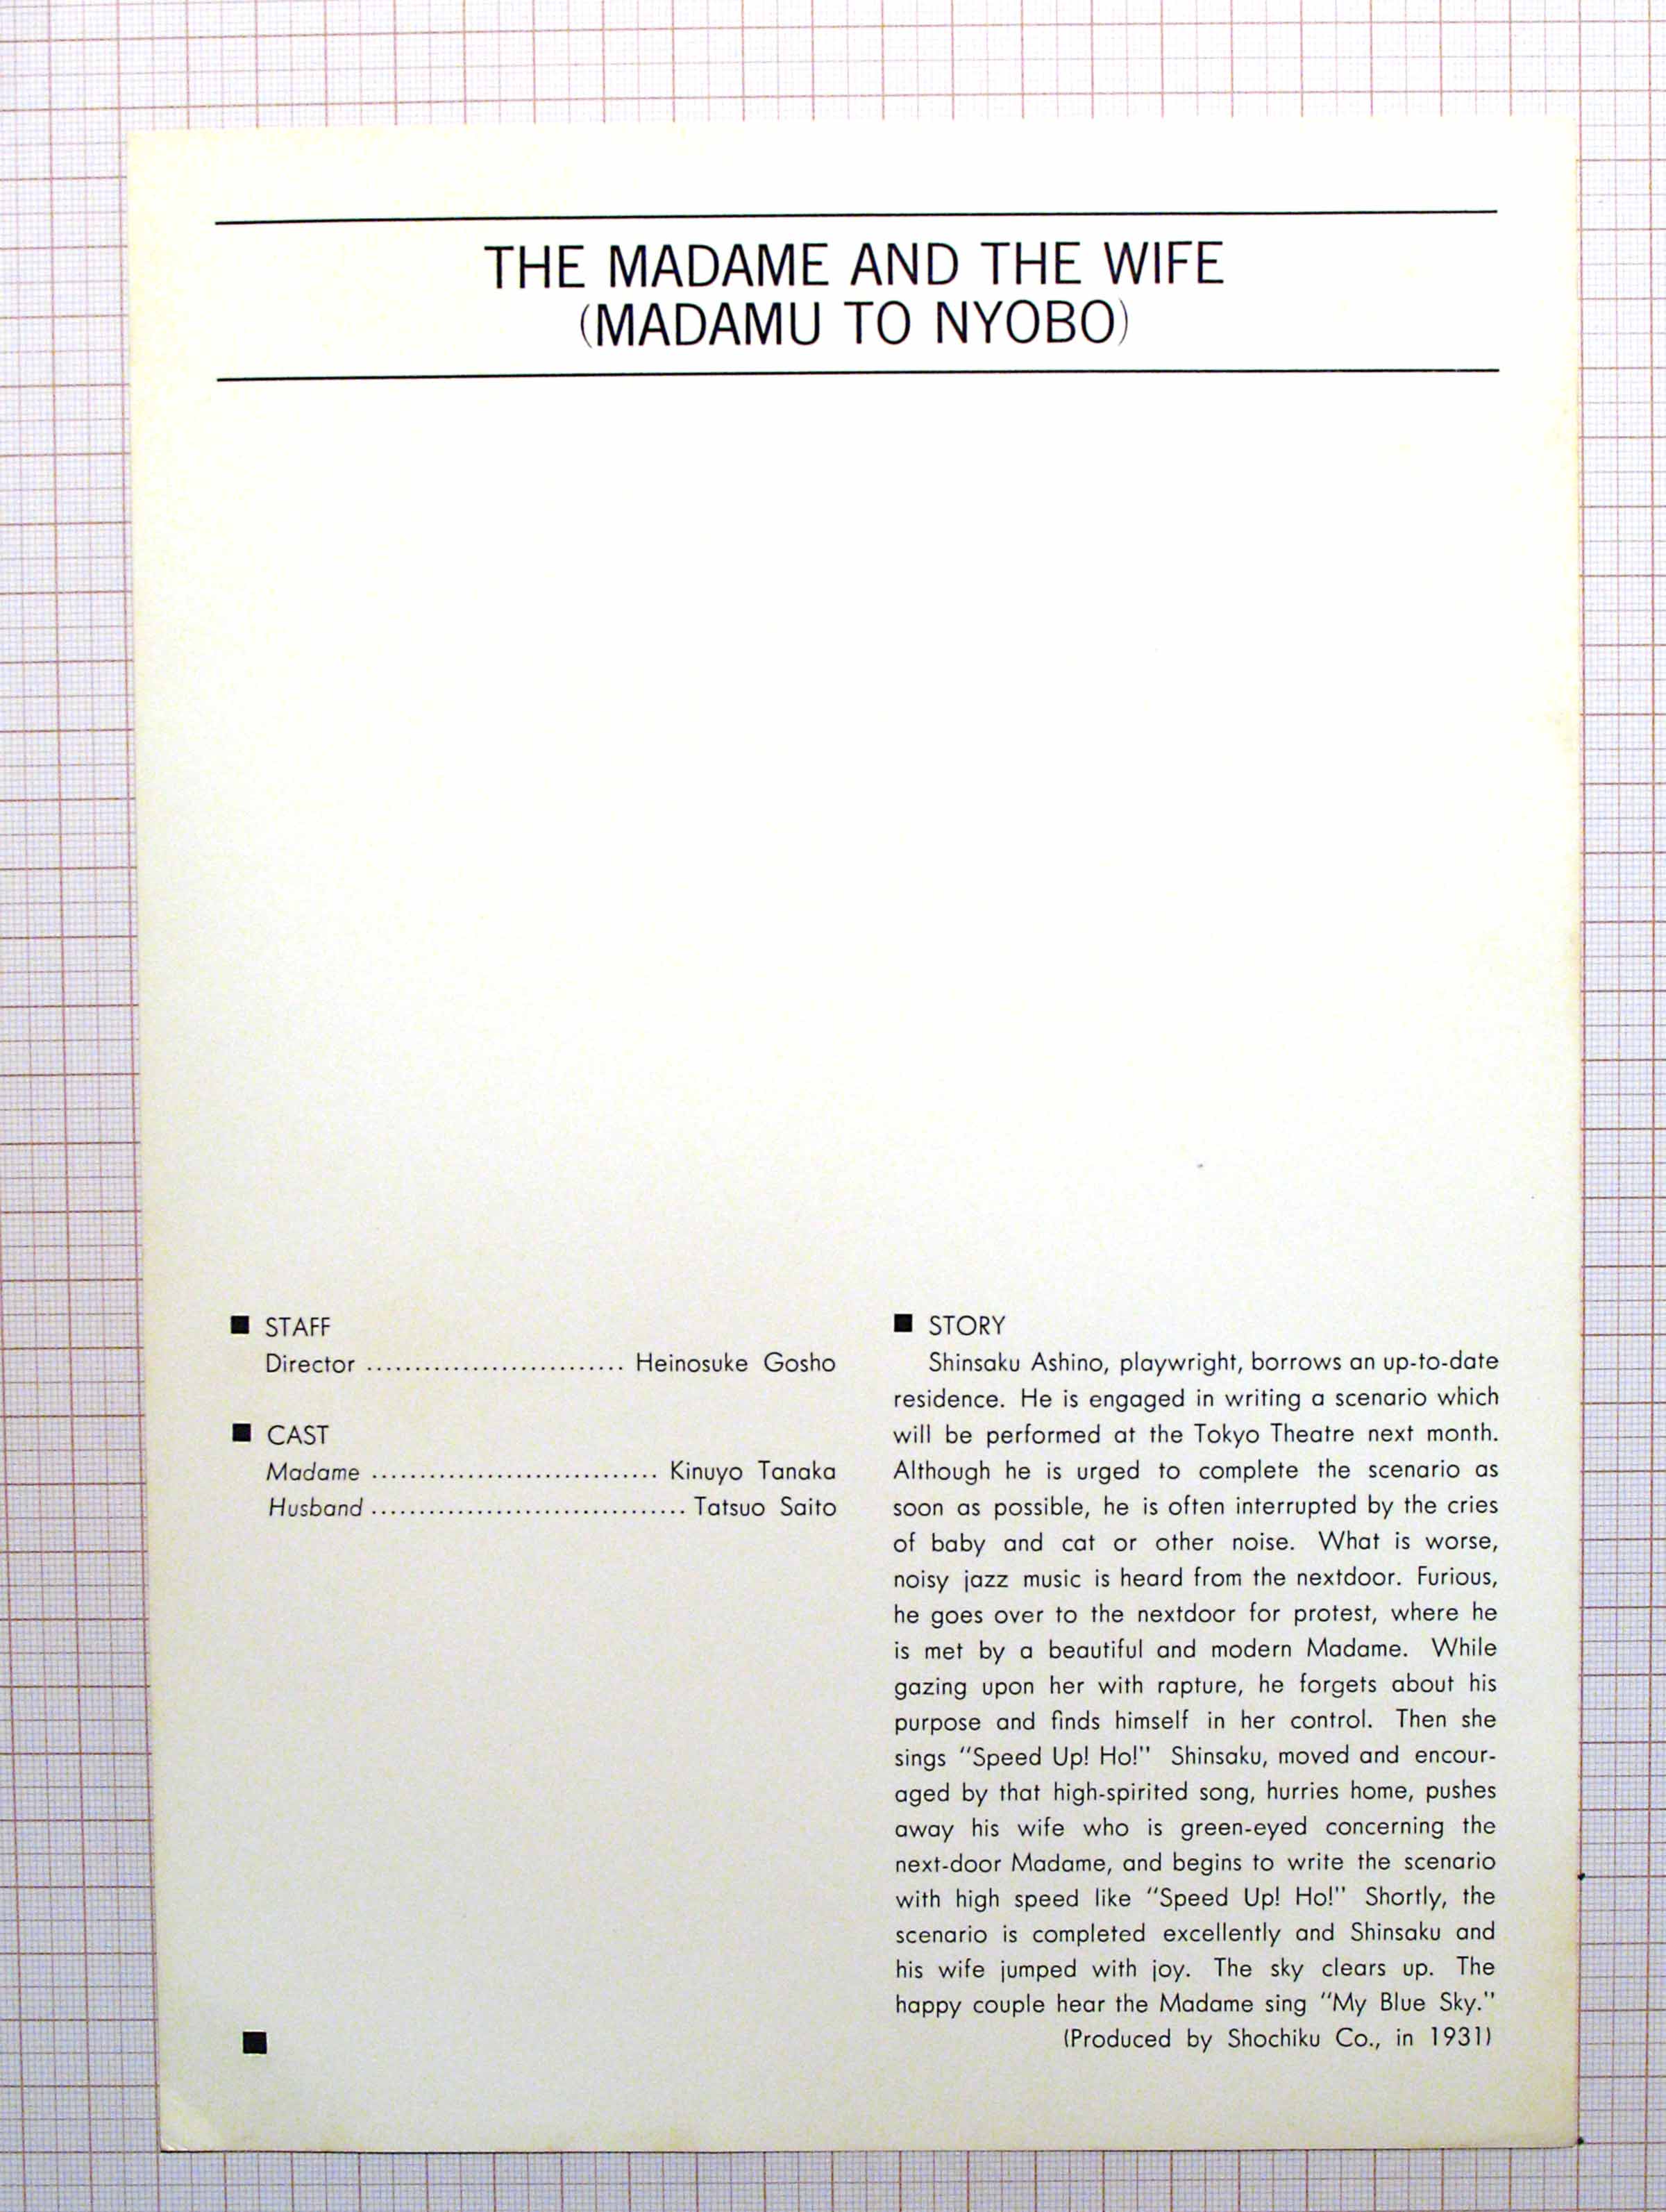 THE MADAME AND THE WIFE
(MADAMU TO NYOBO)
■ STAFF
Director ........................... Heinosuke Gosho
■ CAST
Madame .............................. Kinuyo Tanaka
Husband ................................. Tatsuo Saito
■ STORY
Shinsaku Ashino, playwright, borrows an up-to-date
residence. He is engaged in writing a scenario which
will be performed at the Tokyo Theatre next month.
Although he is urged to complete the scenario as
soon as possible, he is often interrupted by the cries
of baby and cat or other noise. What is worse,
noisy jazz music is heard from the nextdoor. Furious,
he goes over to the nextdoor for protest, where he
is met by a beautiful and modern Madame. While
gazing upon her with rapture, he forgets about his
purpose and finds himself in her control. Then she
sings "Speed Up! Ho!" Shinsaku, moved and encour-
aged by that high-spirited song, hurries home, pushes
away his wife who is green-eyed concerning the
next-door Madame, and begins to write the scenario
with high speed like "Speed Up! Ho!" Shortly, the
scenario is completed excellently and Shinsaku and
his wife jumped with joy. The sky clears up. The
happy couple hear the Madame sing "My Blue Sky."
(Produced by Shochiku Co., in 1931)